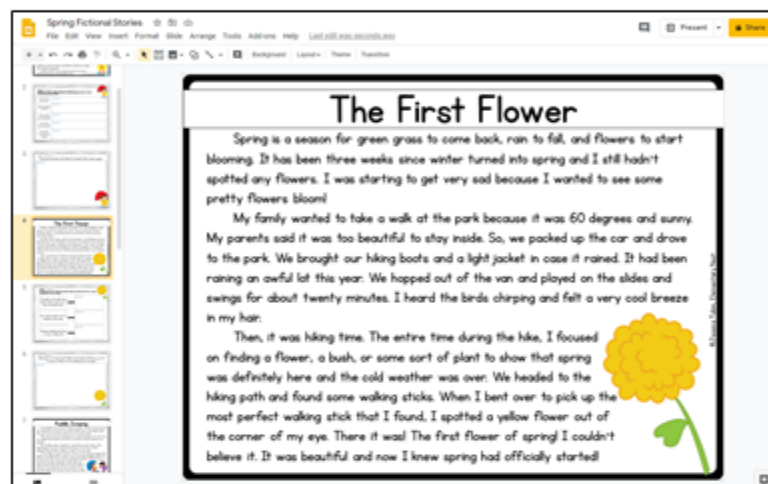 Spring Fictional Stories
File Edit View Insert Format Slide Arrange Tools Add-ons Help Last edit was seconds ago
Present
Share
Background Layout Theme Transition
The First Flower
The First Flower
Spring is a season for green grass to come back, rain to fall, and flowers to start
blooming. It has been three weeks since winter turned into spring and I still hadn't
spotted any flowers. I was starting to get very sad because I wanted to see some
pretty flowers bloom!
My family wanted to take a walk at the park because it was 60 degrees and sunny.
My parents said it was too beautiful to stay inside. So, we packed up the car and drove
to the park. We brought our hiking boots and a light jacket in case it rained. It had been
raining an awful lot this year. We hopped out of the van and played on the slides and
swings for about twenty minutes. I heard the birds chirping and felt a very cool breeze
in my hair.
Then, it was hiking time. The entire time during the hike, I focused
on finding a flower, a bush, or some sort of plant to show that spring
was definitely here and the cold weather was over. We headed to the
hiking path and found some walking sticks. When I bent over to pick up the
most perfect walking stick that I found, I spotted a yellow flower out of
the corner of my eye. There it was! The first flower of spring! I couldn't
believe it. It was beautiful and now I knew spring had officially started!